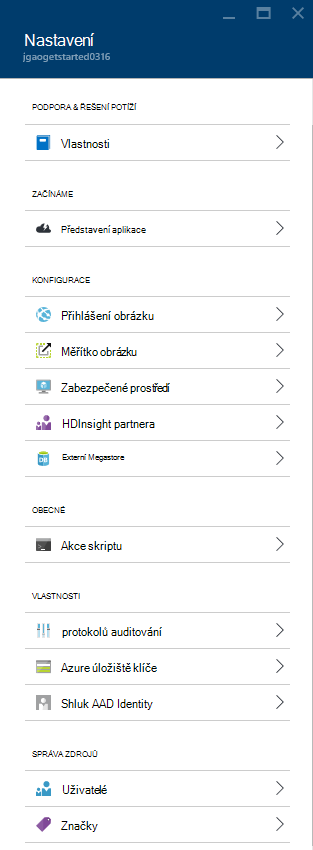 Nastavení
jgaogetstarted0316
PODPORA & ŘEŠENÍ POTÍŽÍ
Vlastnosti
ZAČÍNÁME
Představení aplikace
KONFIGURACE
Přihlášení obrázku
Měřítko obrázku
Zabezpečené prostředí
HDInsight partnera
Externí Megastore
OBECNÉ
Akce skriptu
VLASTNOSTI
protokolů auditování
Azure úložiště klíče
Shluk AAD Identity
SPRÁVA ZDROJŮ
Uživatelé
Značky